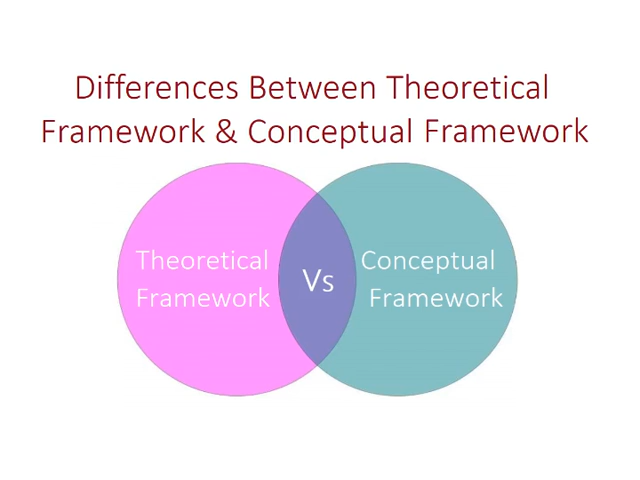 Differences Between Theoretical
Framework & Conceptual Framework
Theoretical
Framework
Vs
Conceptual
Framework